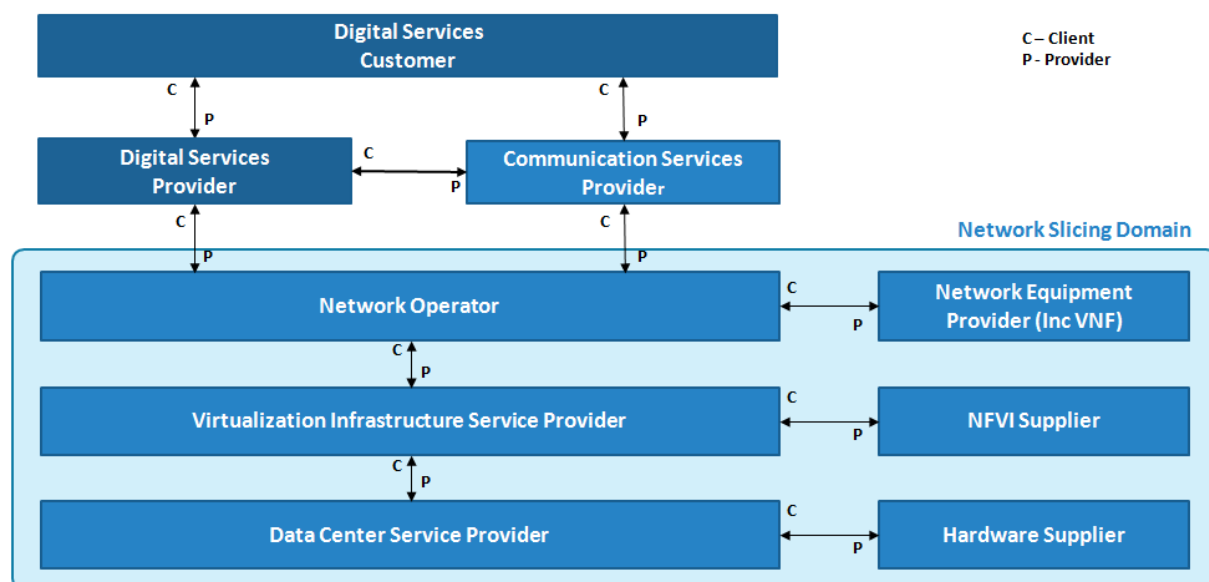 Digital Services
Customer
C – Client
P - Provider
C
C
P
P
Digital Services
Provider
C
P
Communication Services
Provider
C
C
P
P
Network Slicing Domain
Network Operator
C
P
Network Equipment
Provider (Inc VNF)
C
P
Virtualization Infrastructure Service Provider
C
P
NFVI Supplier
C
P
Data Center Service Provider
C
P
Hardware Supplier